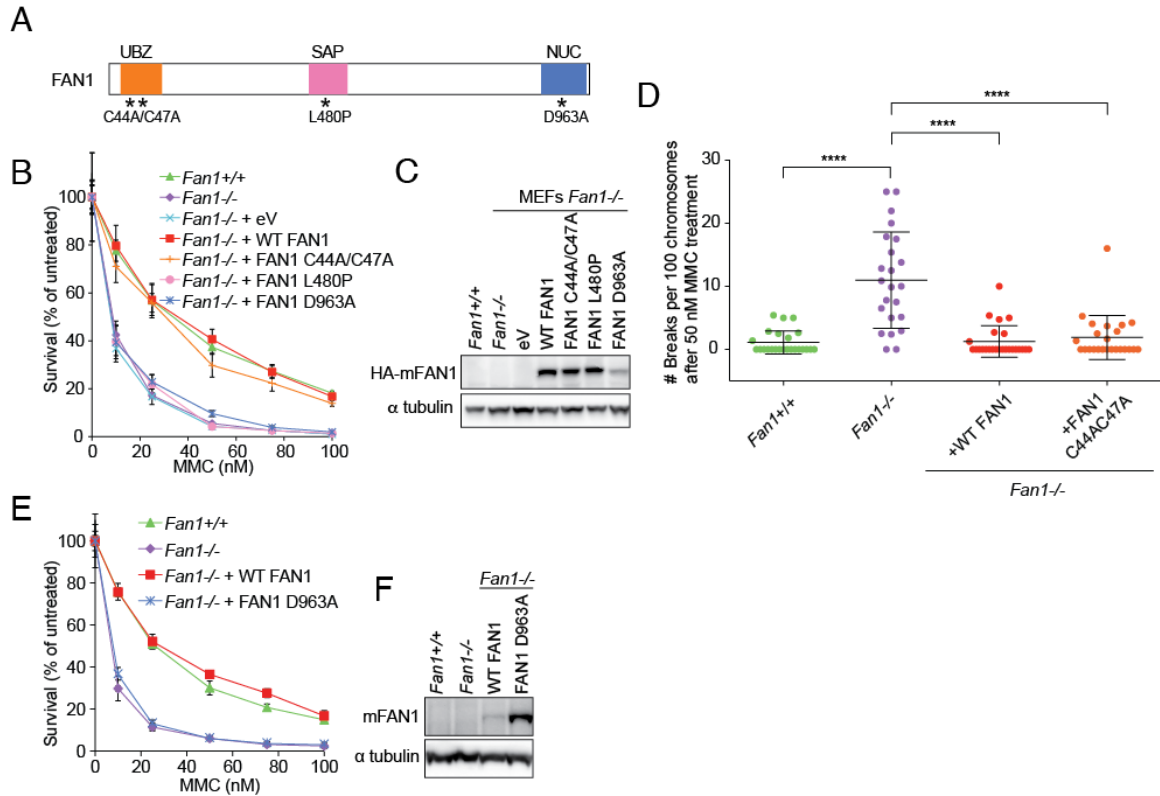 A
UBZ SAP NUC
FAN1
** * *
C44A/C47A L480P D963A
B
Survival (% of untreated)
100
80
60
40
20
0
0 20 40 60 80 100
MMC (nM)
Fan1+/+
Fan1-/-
Fan1-/- + eV
Fan1-/- + WT FAN1
Fan1-/- + FAN1 C44A/C47A
Fan1-/- + FAN1 L480P
Fan1-/- + FAN1 D963A
C
MEFs Fan1-/-
Fan1+/+
Fan1-/-
eV
WT FAN1
FAN1 C44A/C47A
FAN1 L480P
FAN1 D963A
HA-mFAN1
α tubulin
D
# Breaks per 100 chromosomes
after 50 nM MMC treatment
30
20
10
0
****
****
****
Fan1+/+
Fan1-/-
+WT FAN1
+FAN1
C44AC47A
Fan1-/-
E
Survival (% of untreated)
100
80
60
40
20
0
0 20 40 60 80 100
MMC (nM)
Fan1+/+
Fan1-/-
Fan1-/- + WT FAN1
Fan1-/- + FAN1 D963A
F
Fan1-/-
Fan1+/+
Fan1-/-
WT FAN1
FAN1 D963A
mFAN1
α tubulin